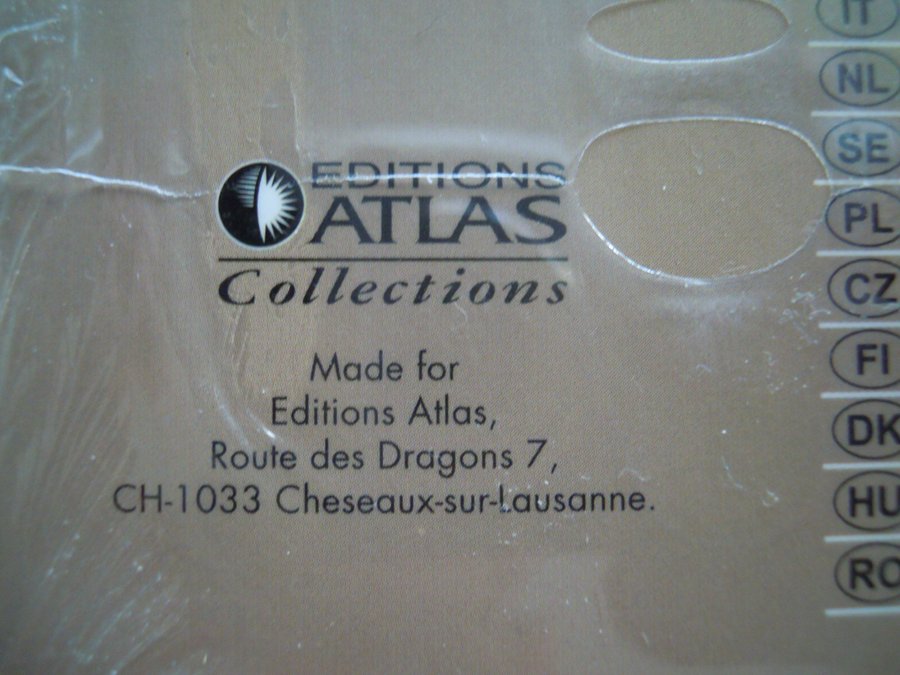 EDITIONS
ATLAS
Collections
Made for
Editions Atlas,
Route des Dragons 7,
CH-1033 Cheseaux-sur-Lausanne.
IT
NL
SE
PL
CZ
FI
DK
HU
RO